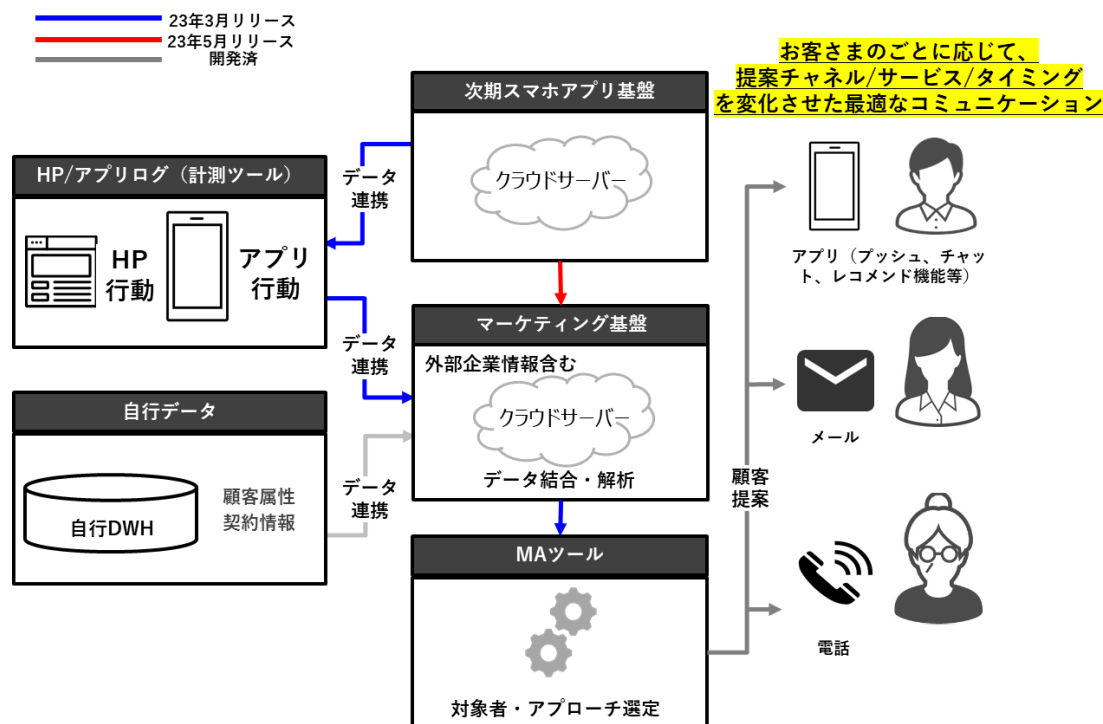 23年3月リリース
23年5月リリース
開発済
お客さまのごとに応じて、
提案チャネル/サービス/タイミング
を変化させた最適なコミュニケーション
次期スマホアプリ基盤
クラウドサーバー
HP/アプリログ（計測ツール）
HP
行動
アプリ
行動
データ
連携
データ
連携
マーケティング基盤
外部企業情報含む
クラウドサーバー
データ結合・解析
自行データ
自行DWH
顧客属性
契約情報
データ
連携
MAツール
対象者・アプローチ選定
顧客
提案
アプリ（プッシュ、チャッ
ト、レコメンド機能等）
メール
電話